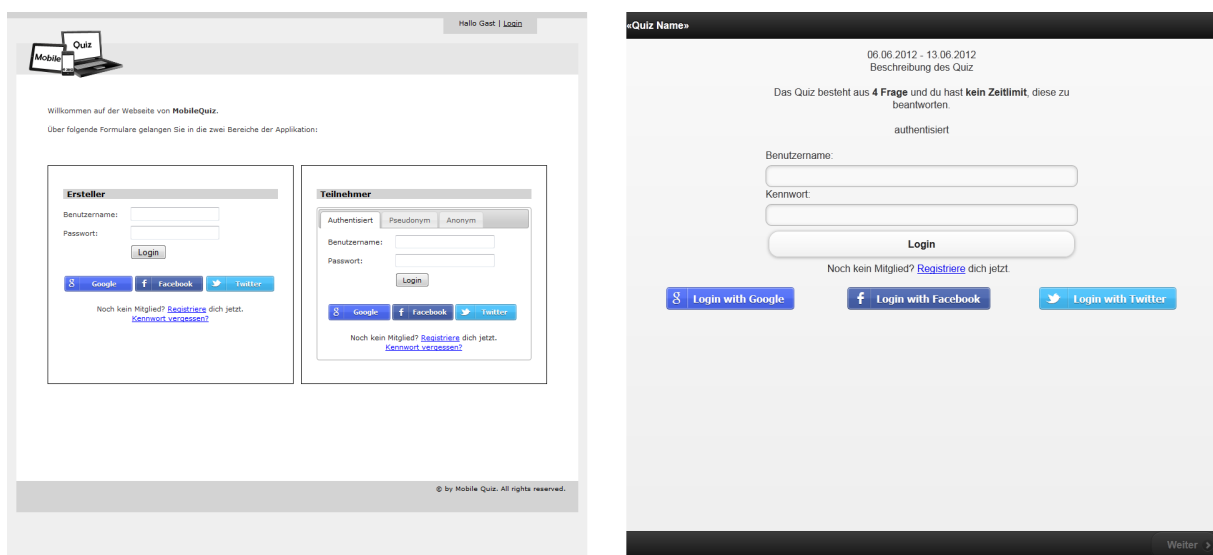 Hallo Gast | Login
Mobile Quiz
Willkommen auf der Webseite von MobileQuiz.
Über folgende Formulare gelangen Sie in die zwei Bereiche der Applikation:
Ersteller
Benutzername:
Passwort:
Login
Google Facebook Twitter
Noch kein Mitglied? Registriere dich jetzt.
Kennwort vergessen?
Teilnehmer
Authentisiert Pseudonym Anonym
Benutzername:
Passwort:
Login
Google Facebook Twitter
Noch kein Mitglied? Registriere dich jetzt.
Kennwort vergessen?
© by Mobile Quiz. All rights reserved.
«Quiz Name»
06.06.2012 - 13.06.2012
Beschreibung des Quiz
Das Quiz besteht aus 4 Frage und du hast kein Zeitlimit, diese zu
beantworten.
authentisiert
Benutzername:
Kennwort:
Login
Noch kein Mitglied? Registriere dich jetzt.
Login with Google Login with Facebook Login with Twitter
Weiter